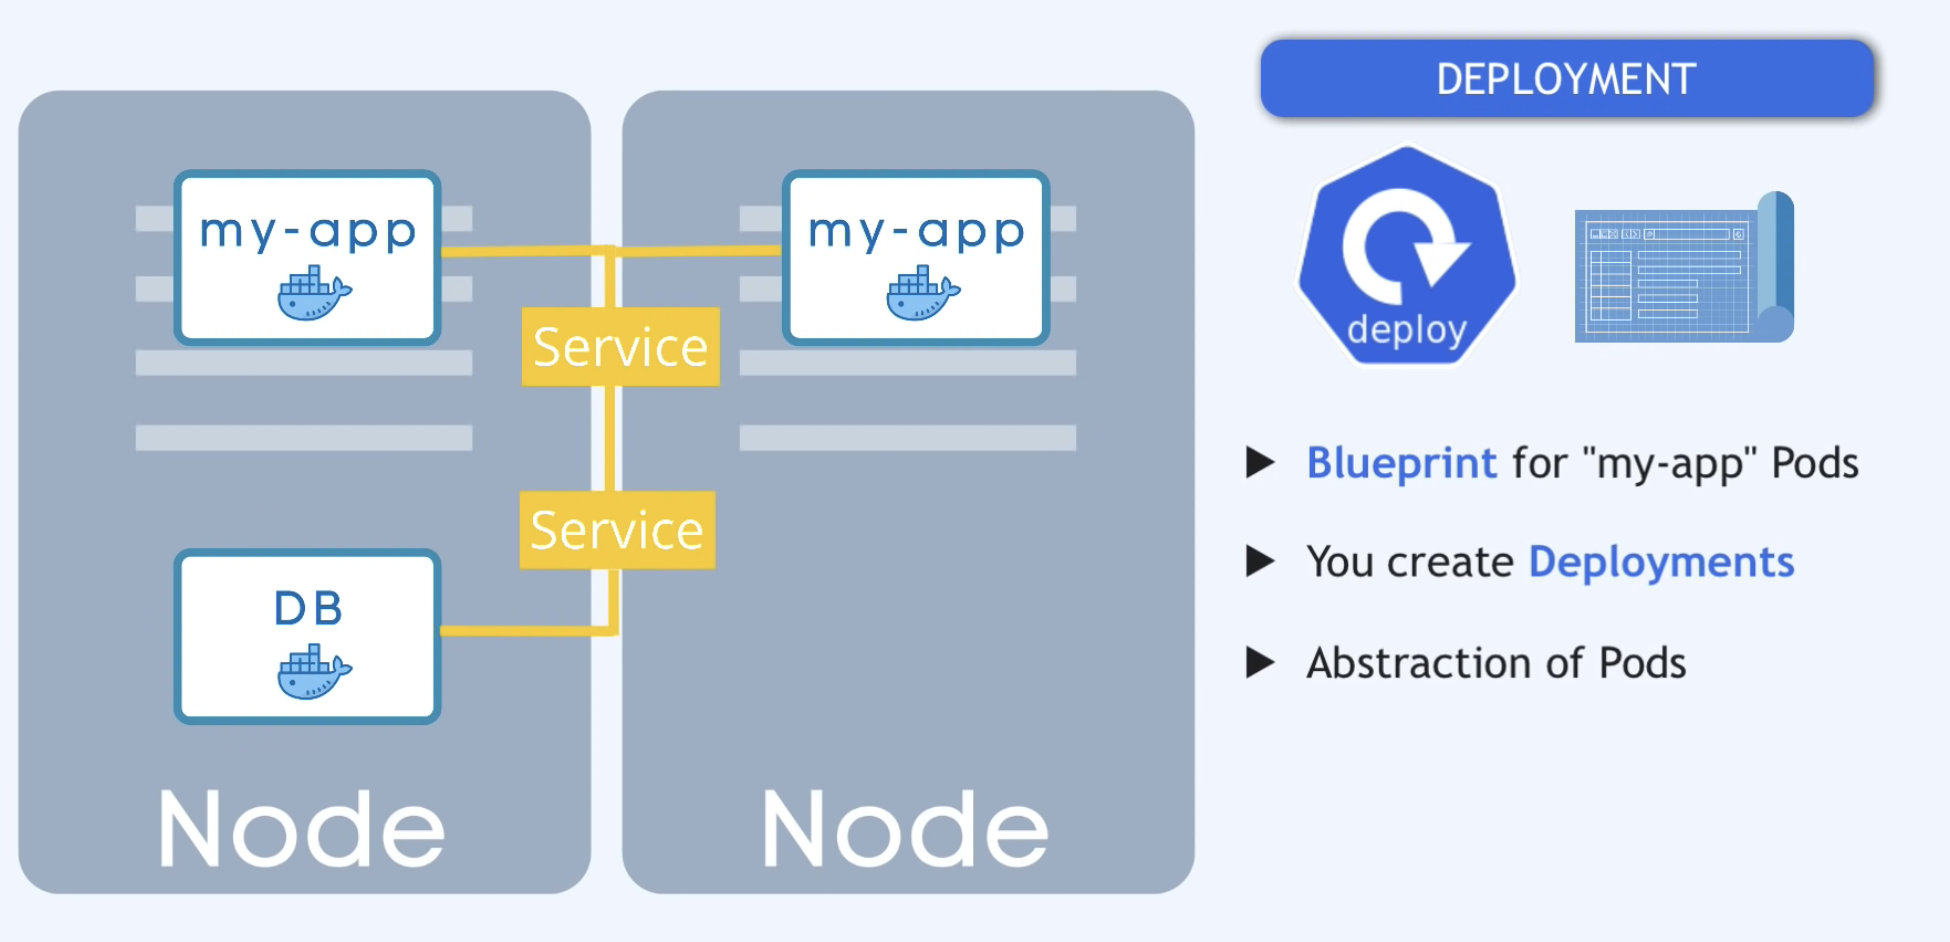 my-app
my-app
Service
Service
DB
Node
Node
DEPLOYMENT
deploy
Blueprint for "my-app" Pods
You create Deployments
Abstraction of Pods